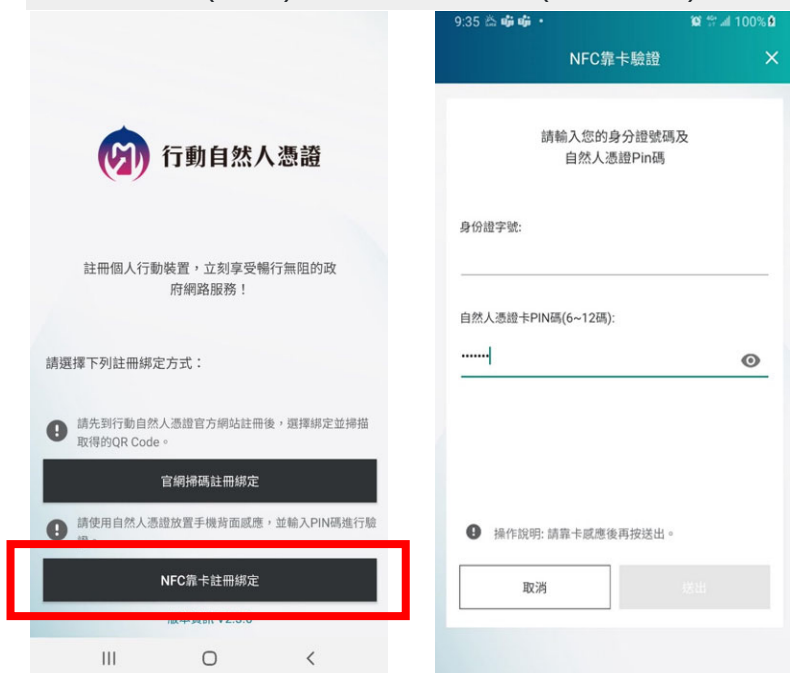 行動自然人憑證
註冊個人行動裝置，立刻享受暢行無阻的政
府網路服務！
請選擇下列註冊綁定方式：
請先到行動自然人憑證官方網站註冊後，選擇綁定並掃描
取得的QR Code。
官網掃碼註冊綁定
請使用自然人憑證放置手機背面感應，並輸入PIN碼進行驗
證。
NFC靠卡註冊綁定
9:35
100%
NFC靠卡驗證
請輸入您的身分證號碼及
自然人憑證Pin碼
身份證字號:
自然人憑證卡PIN碼(6~12碼):
•••••••
操作說明: 請靠卡感應後再按送出。
取消
送出